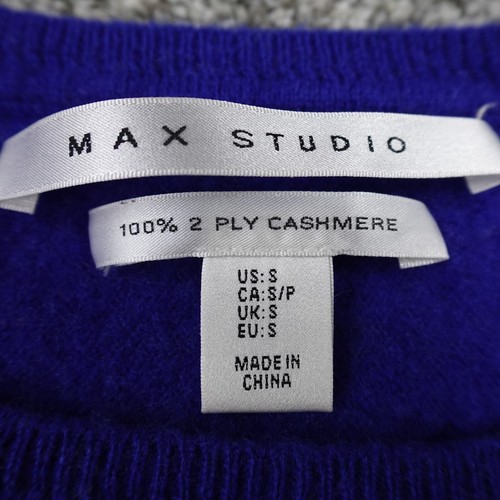 MAX STUDIO
100% 2 PLY CASHMERE
US: S
CA: S/P
UK: S
EU: S
MADE IN
CHINA